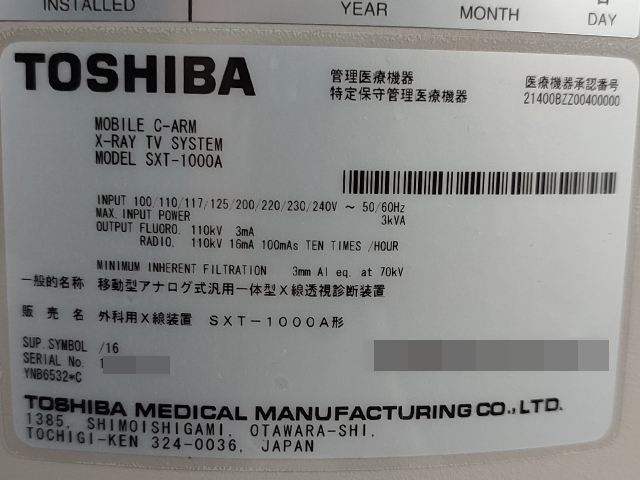 INSTALLED
YEAR MONTH DAY
TOSHIBA
管理医療機器
特定保守管理医療機器
医療機器承認番号
21400BZZ00400000
MOBILE C-ARM
X-RAY TV SYSTEM
MODEL SXT-1000A
INPUT 100/110/117/125/200/220/230/240V ～ 50/60Hz
MAX. INPUT POWER 3kVA
OUTPUT FLUORO. 110kV 3mA
RADIO. 110kV 16mA 100mAs TEN TIMES /HOUR
MINIMUM INHERENT FILTRATION 3mm Al eq. at 70kV
一般的名称 移動型アナログ式汎用一体型X線透視診断装置
販売名 外科用X線装置 SXT-1000A形
SUP. SYMBOL /16
SERIAL No. 1
YNB6532*C
TOSHIBA MEDICAL MANUFACTURING CO.,LTD.
1385, SHIMOISHIGAMI, OTAWARA-SHI,
TOCHIGI-KEN 324-0036, JAPAN